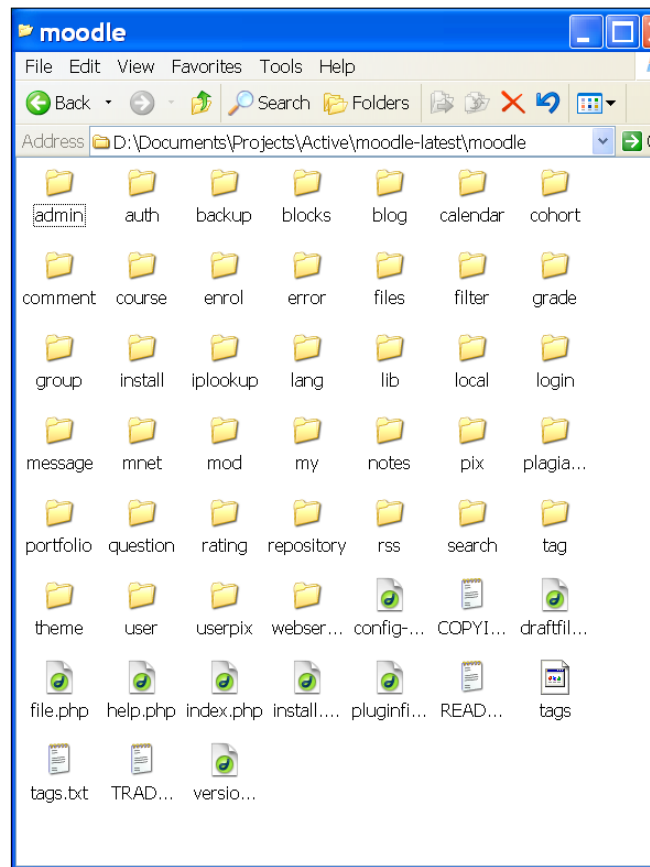 moodle
File Edit View Favorites Tools Help
Back Search Folders
Address D:\Documents\Projects\Active\moodle-latest\moodle
admin auth backup blocks blog calendar cohort
comment course enrol error files filter grade
group install iplookup lang lib local login
message mnet mod my notes pix plagia...
portfolio question rating repository rss search tag
theme user userpix webser... config-... COPYI... draftfil...
file.php help.php index.php install.... pluginfi... READ... tags
tags.txt TRAD... versio...